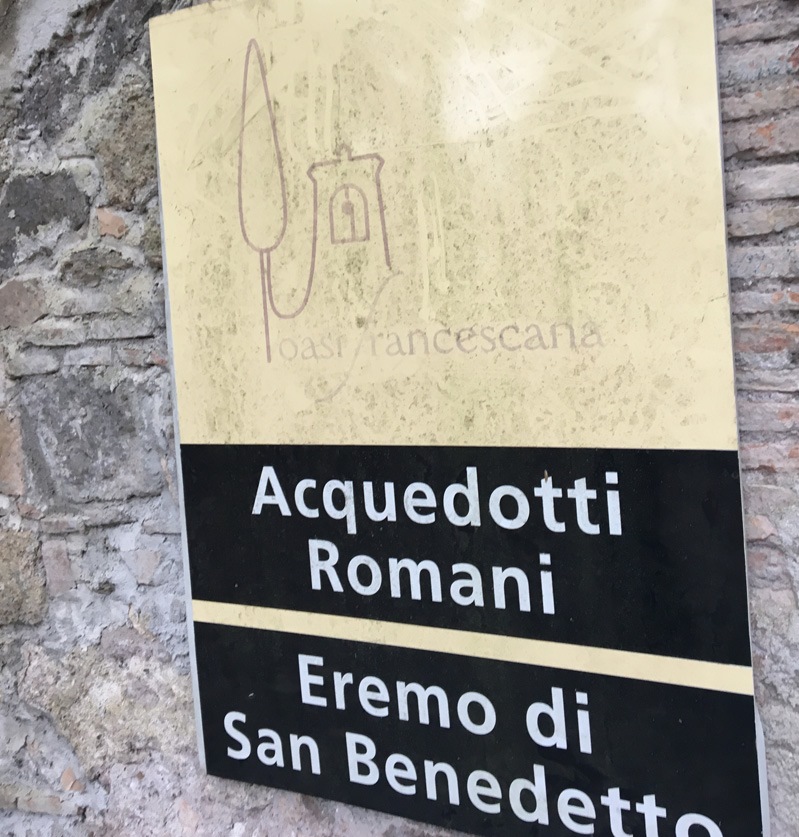 oasi francescana
Acquedotti
Romani
Eremo di
San Benedetto